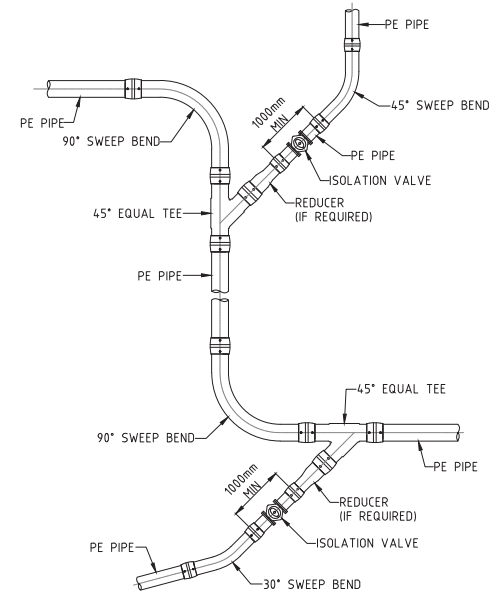 PE PIPE
45° SWEEP BEND
1000mm
MIN
PE PIPE
90° SWEEP BEND
PE PIPE
ISOLATION VALVE
REDUCER
(IF REQUIRED)
45° EQUAL TEE
PE PIPE
45° EQUAL TEE
90° SWEEP BEND
PE PIPE
1000mm
MIN
REDUCER
(IF REQUIRED)
ISOLATION VALVE
PE PIPE
30° SWEEP BEND